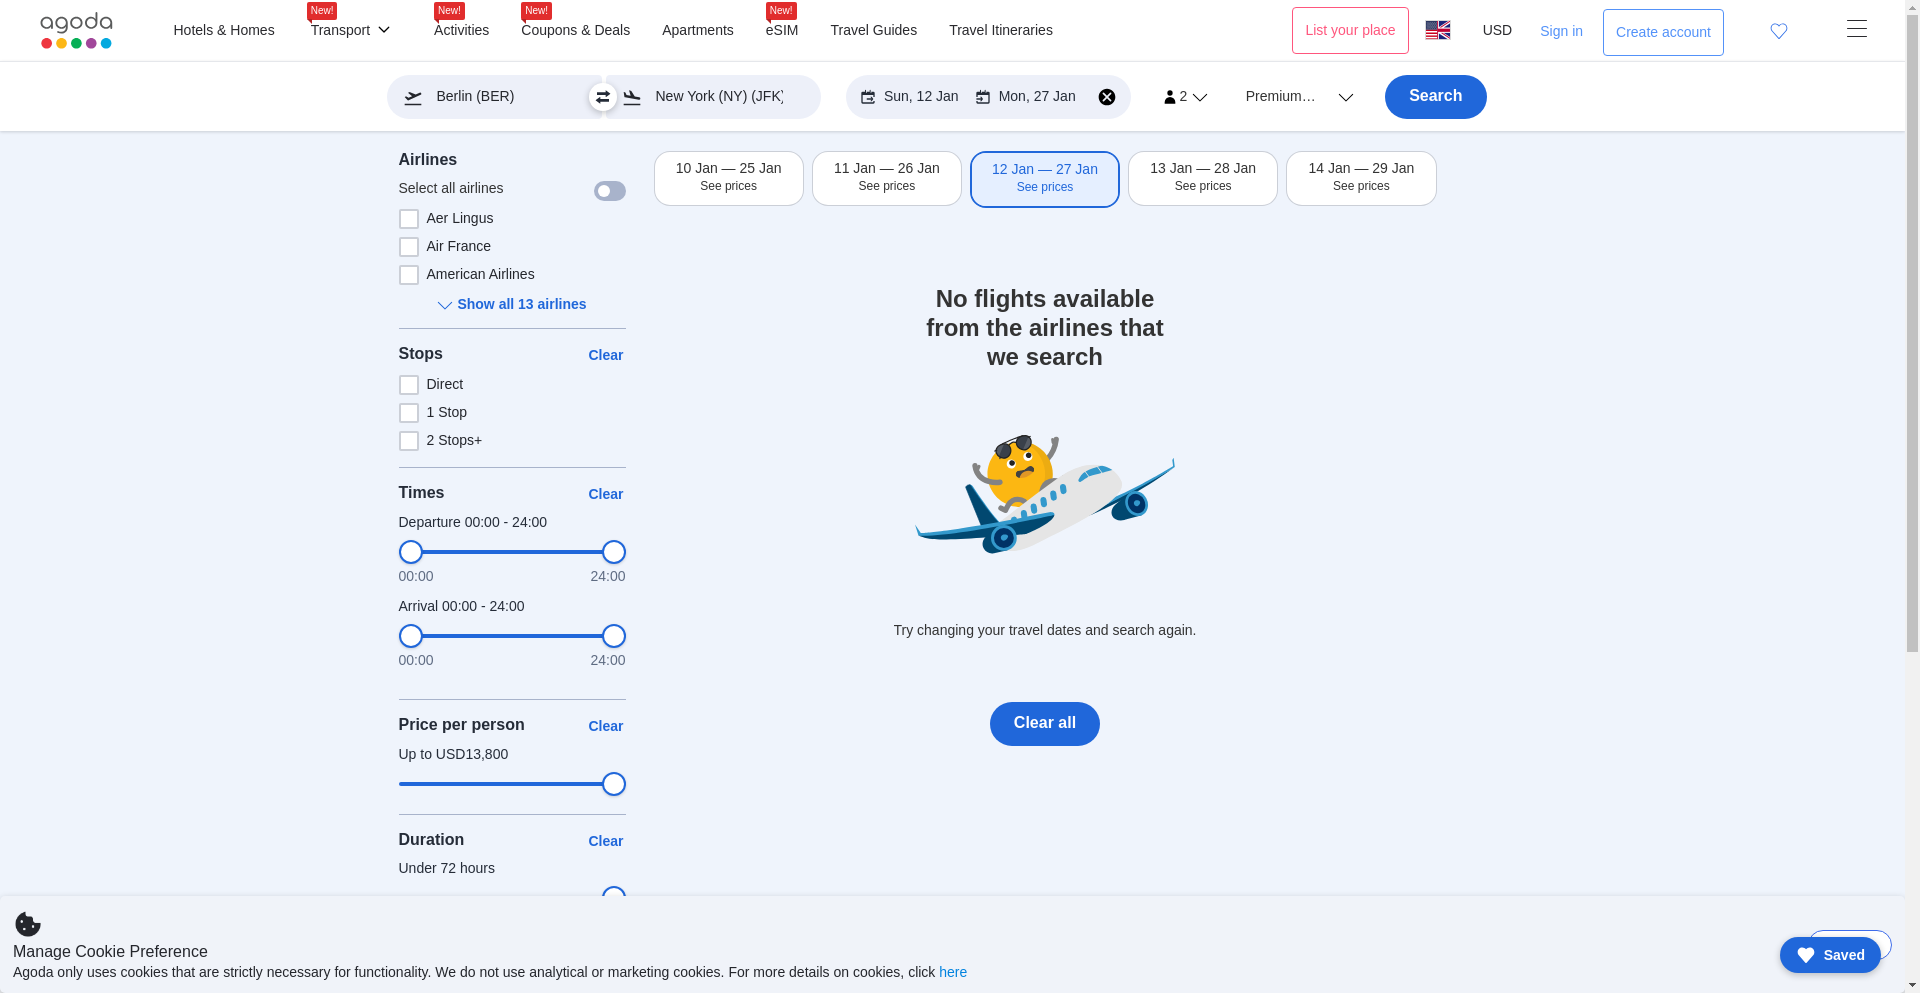 agoda
Hotels & Homes
New!
Transport
New!
Activities
New!
Coupons & Deals
Apartments
New!
eSIM
Travel Guides
Travel Itineraries
List your place
USD
Sign in
Create account
Berlin (BER)
New York (NY) (JFK)
Sun, 12 Jan
Mon, 27 Jan
2
Premium…
Search
Airlines
Select all airlines
Aer Lingus
Air France
American Airlines
Show all 13 airlines
Stops
Clear
Direct
1 Stop
2 Stops+
Times
Clear
Departure 00:00 - 24:00
00:00
24:00
Arrival 00:00 - 24:00
00:00
24:00
Price per person
Clear
Up to USD13,800
Duration
Clear
Under 72 hours
10 Jan — 25 Jan
See prices
11 Jan — 26 Jan
See prices
12 Jan — 27 Jan
See prices
13 Jan — 28 Jan
See prices
14 Jan — 29 Jan
See prices
No flights available
from the airlines that
we search
Try changing your travel dates and search again.
Clear all
Manage Cookie Preference
Agoda only uses cookies that are strictly necessary for functionality. We do not use analytical or marketing cookies. For more details on cookies, click here
Saved